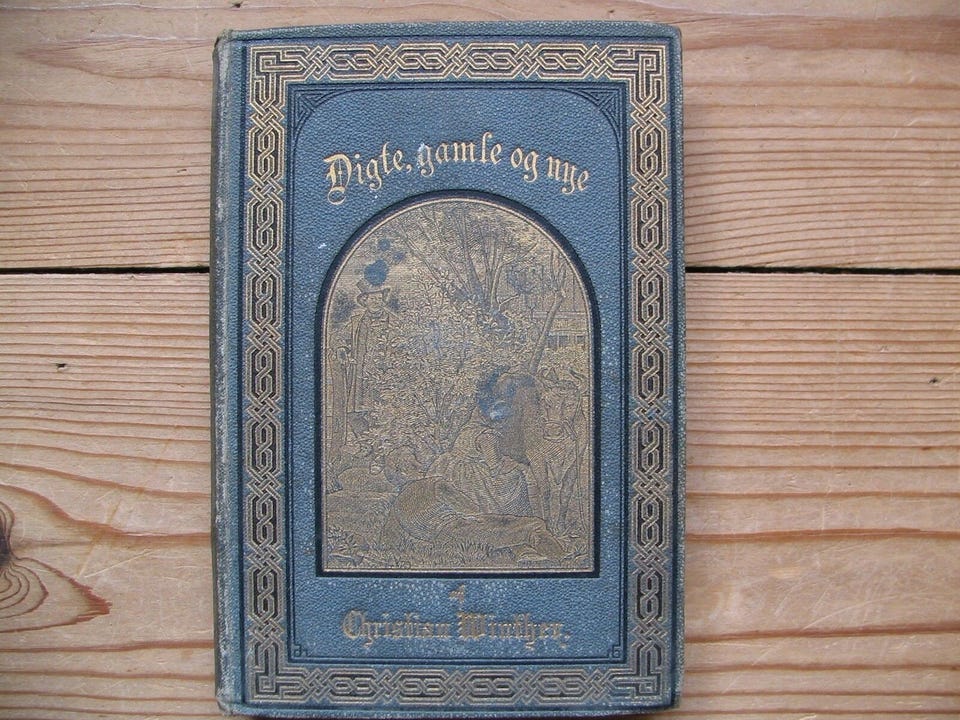 Digte, gamle og nye
af
Christian Winther.